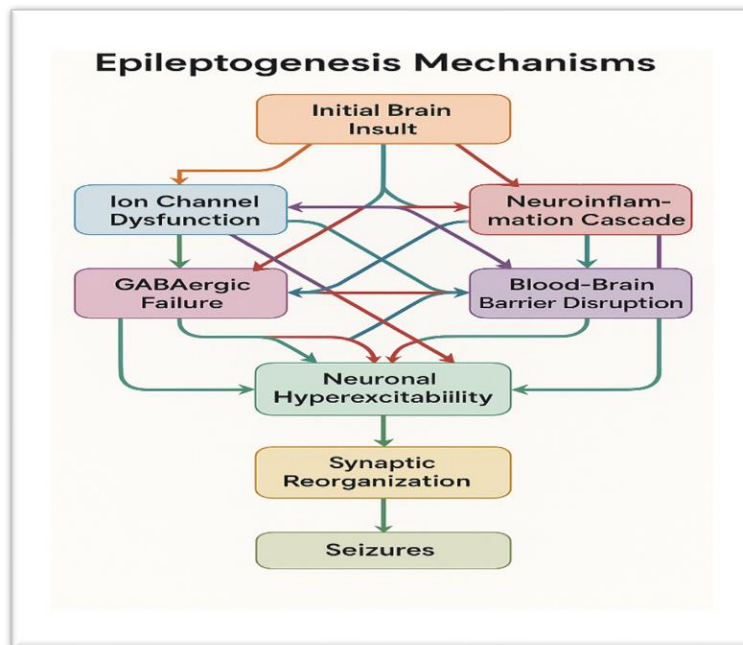 Epileptogenesis Mechanisms
Initial Brain
Insult
Ion Channel
Dysfunction
Neuroinflam-
mation Cascade
GABAergic
Failure
Blood-Brain
Barrier Disruption
Neuronal
Hyperexcitabiility
Synaptic
Reorganization
Seizures